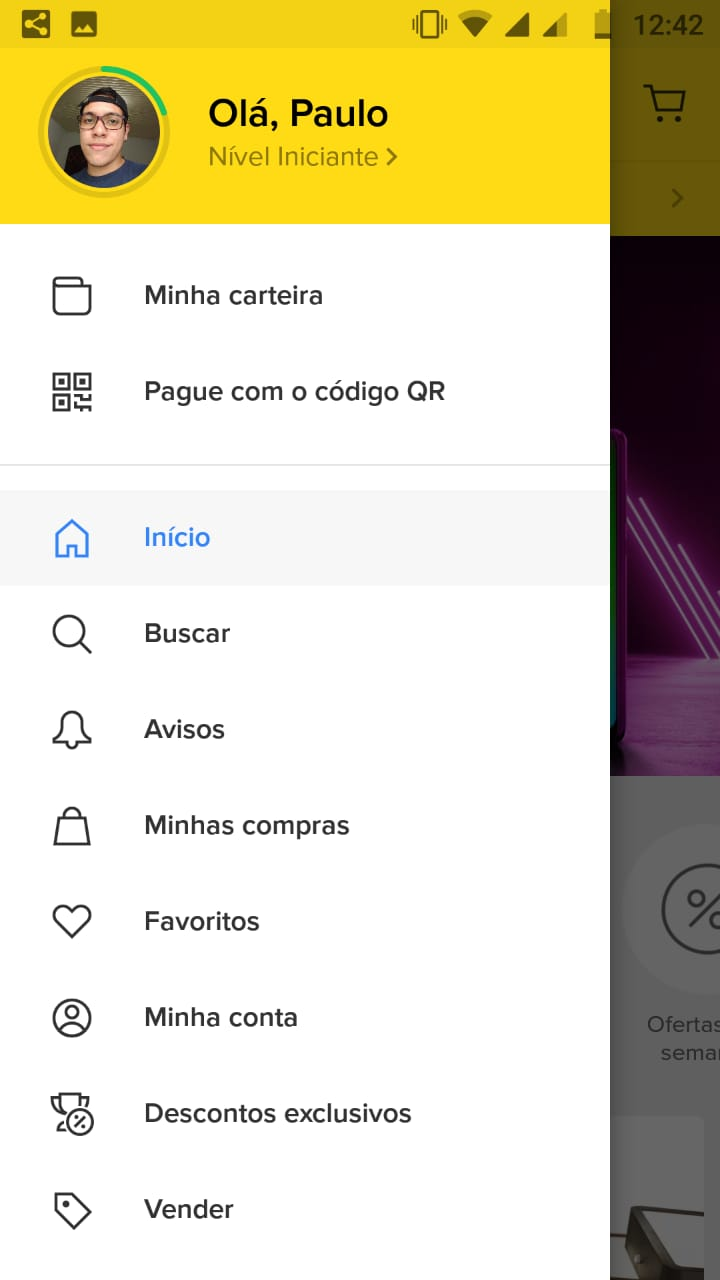 12:42
Olá, Paulo
Nível Iniciante >
Minha carteira
Pague com o código QR
Início
Buscar
Avisos
Minhas compras
Favoritos
Minha conta
Descontos exclusivos
Vender
Ofertas